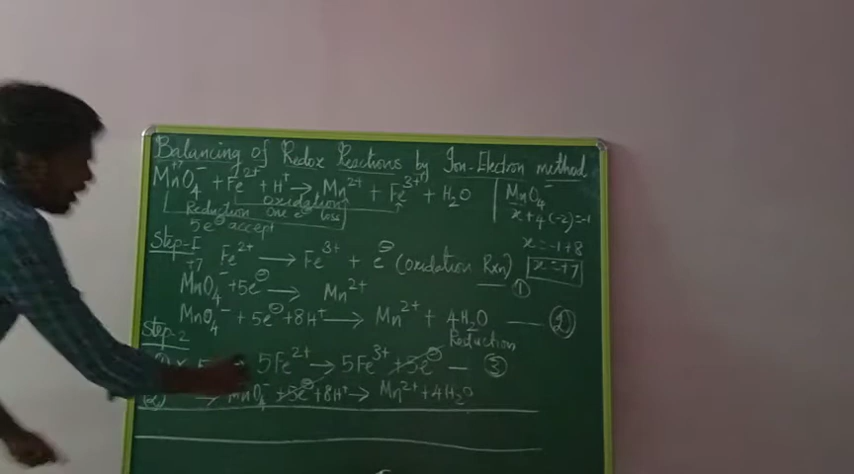 Balancing of Redox Reactions by Ion-Electron method
+7
MnO₄⁻ + Fe²⁺ + H⁺ → Mn²⁺ + Fe³⁺ + H₂O
Oxidation
Reduction One e⊖ loss
5e⊖ accept
MnO₄⁻
x + 4(-2) = -1
x = -1 + 8
x = +7
Step-I Fe²⁺ → Fe³⁺ + e⊖ (Oxidation Rxn) — ①
+7
MnO₄⁻ + 5e⊖ → Mn²⁺
MnO₄⁻ + 5e⊖ + 8H⁺ → Mn²⁺ + 4H₂O — ②
Reduction
Step-2
5Fe²⁺ → 5Fe³⁺ + 5e⊖ — ③
MnO₄⁻ + 5e⊖ + 8H⁺ → Mn²⁺ + 4H₂O